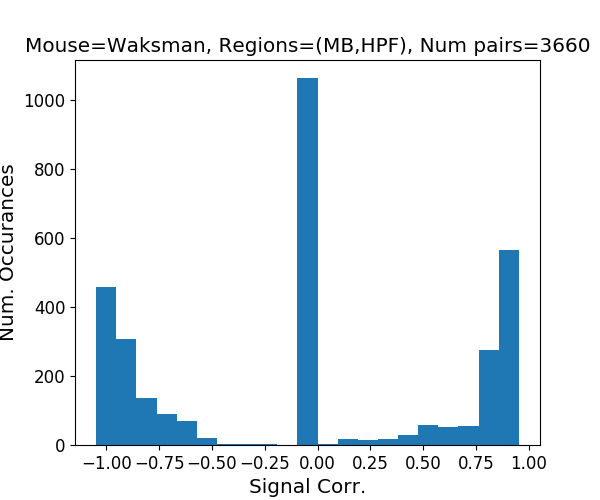 Mouse=Waksman, Regions=(MB,HPF), Num pairs=3660
Num. Occurances
1000
800
600
400
200
0
−1.00 −0.75 −0.50 −0.25 0.00 0.25 0.50 0.75 1.00
Signal Corr.